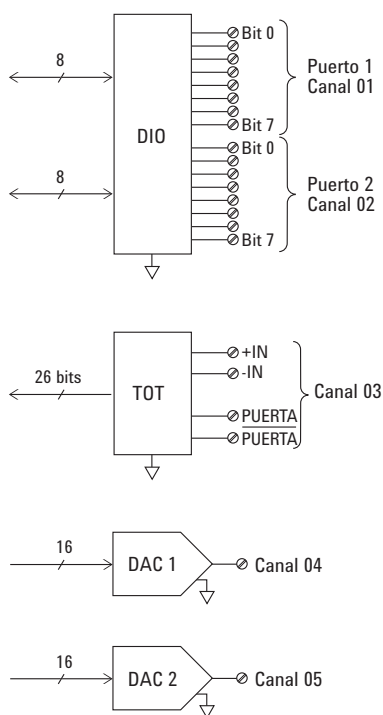 8
DIO
Bit 0
Bit 7
Puerto 1
Canal 01
8
Bit 0
Bit 7
Puerto 2
Canal 02
26 bits
TOT
+IN
-IN
PUERTA
PUERTA
Canal 03
16
DAC 1
Canal 04
16
DAC 2
Canal 05